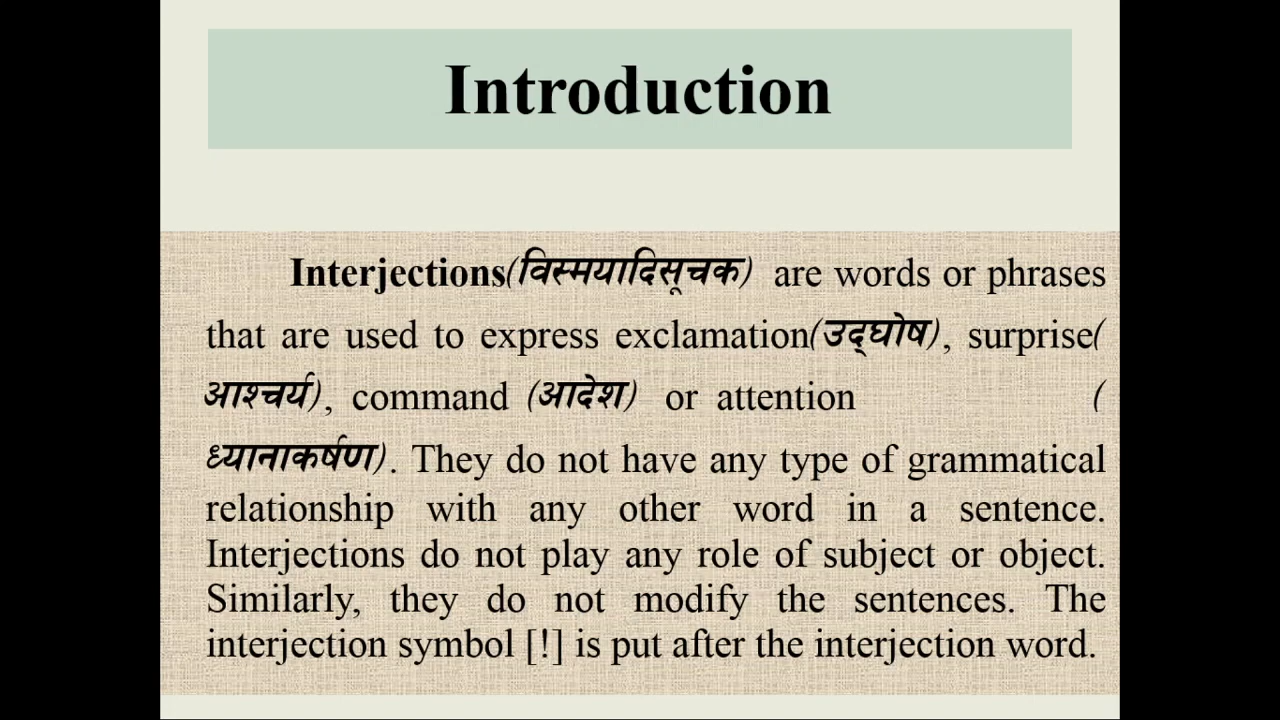 Introduction
Interjections(विस्मयादिसूचक) are words or phrases
that are used to express exclamation(उद्घोष), surprise(
आश्चर्य), command (आदेश) or attention (
ध्यानाकर्षण). They do not have any type of grammatical
relationship with any other word in a sentence.
Interjections do not play any role of subject or object.
Similarly, they do not modify the sentences. The
interjection symbol [!] is put after the interjection word.